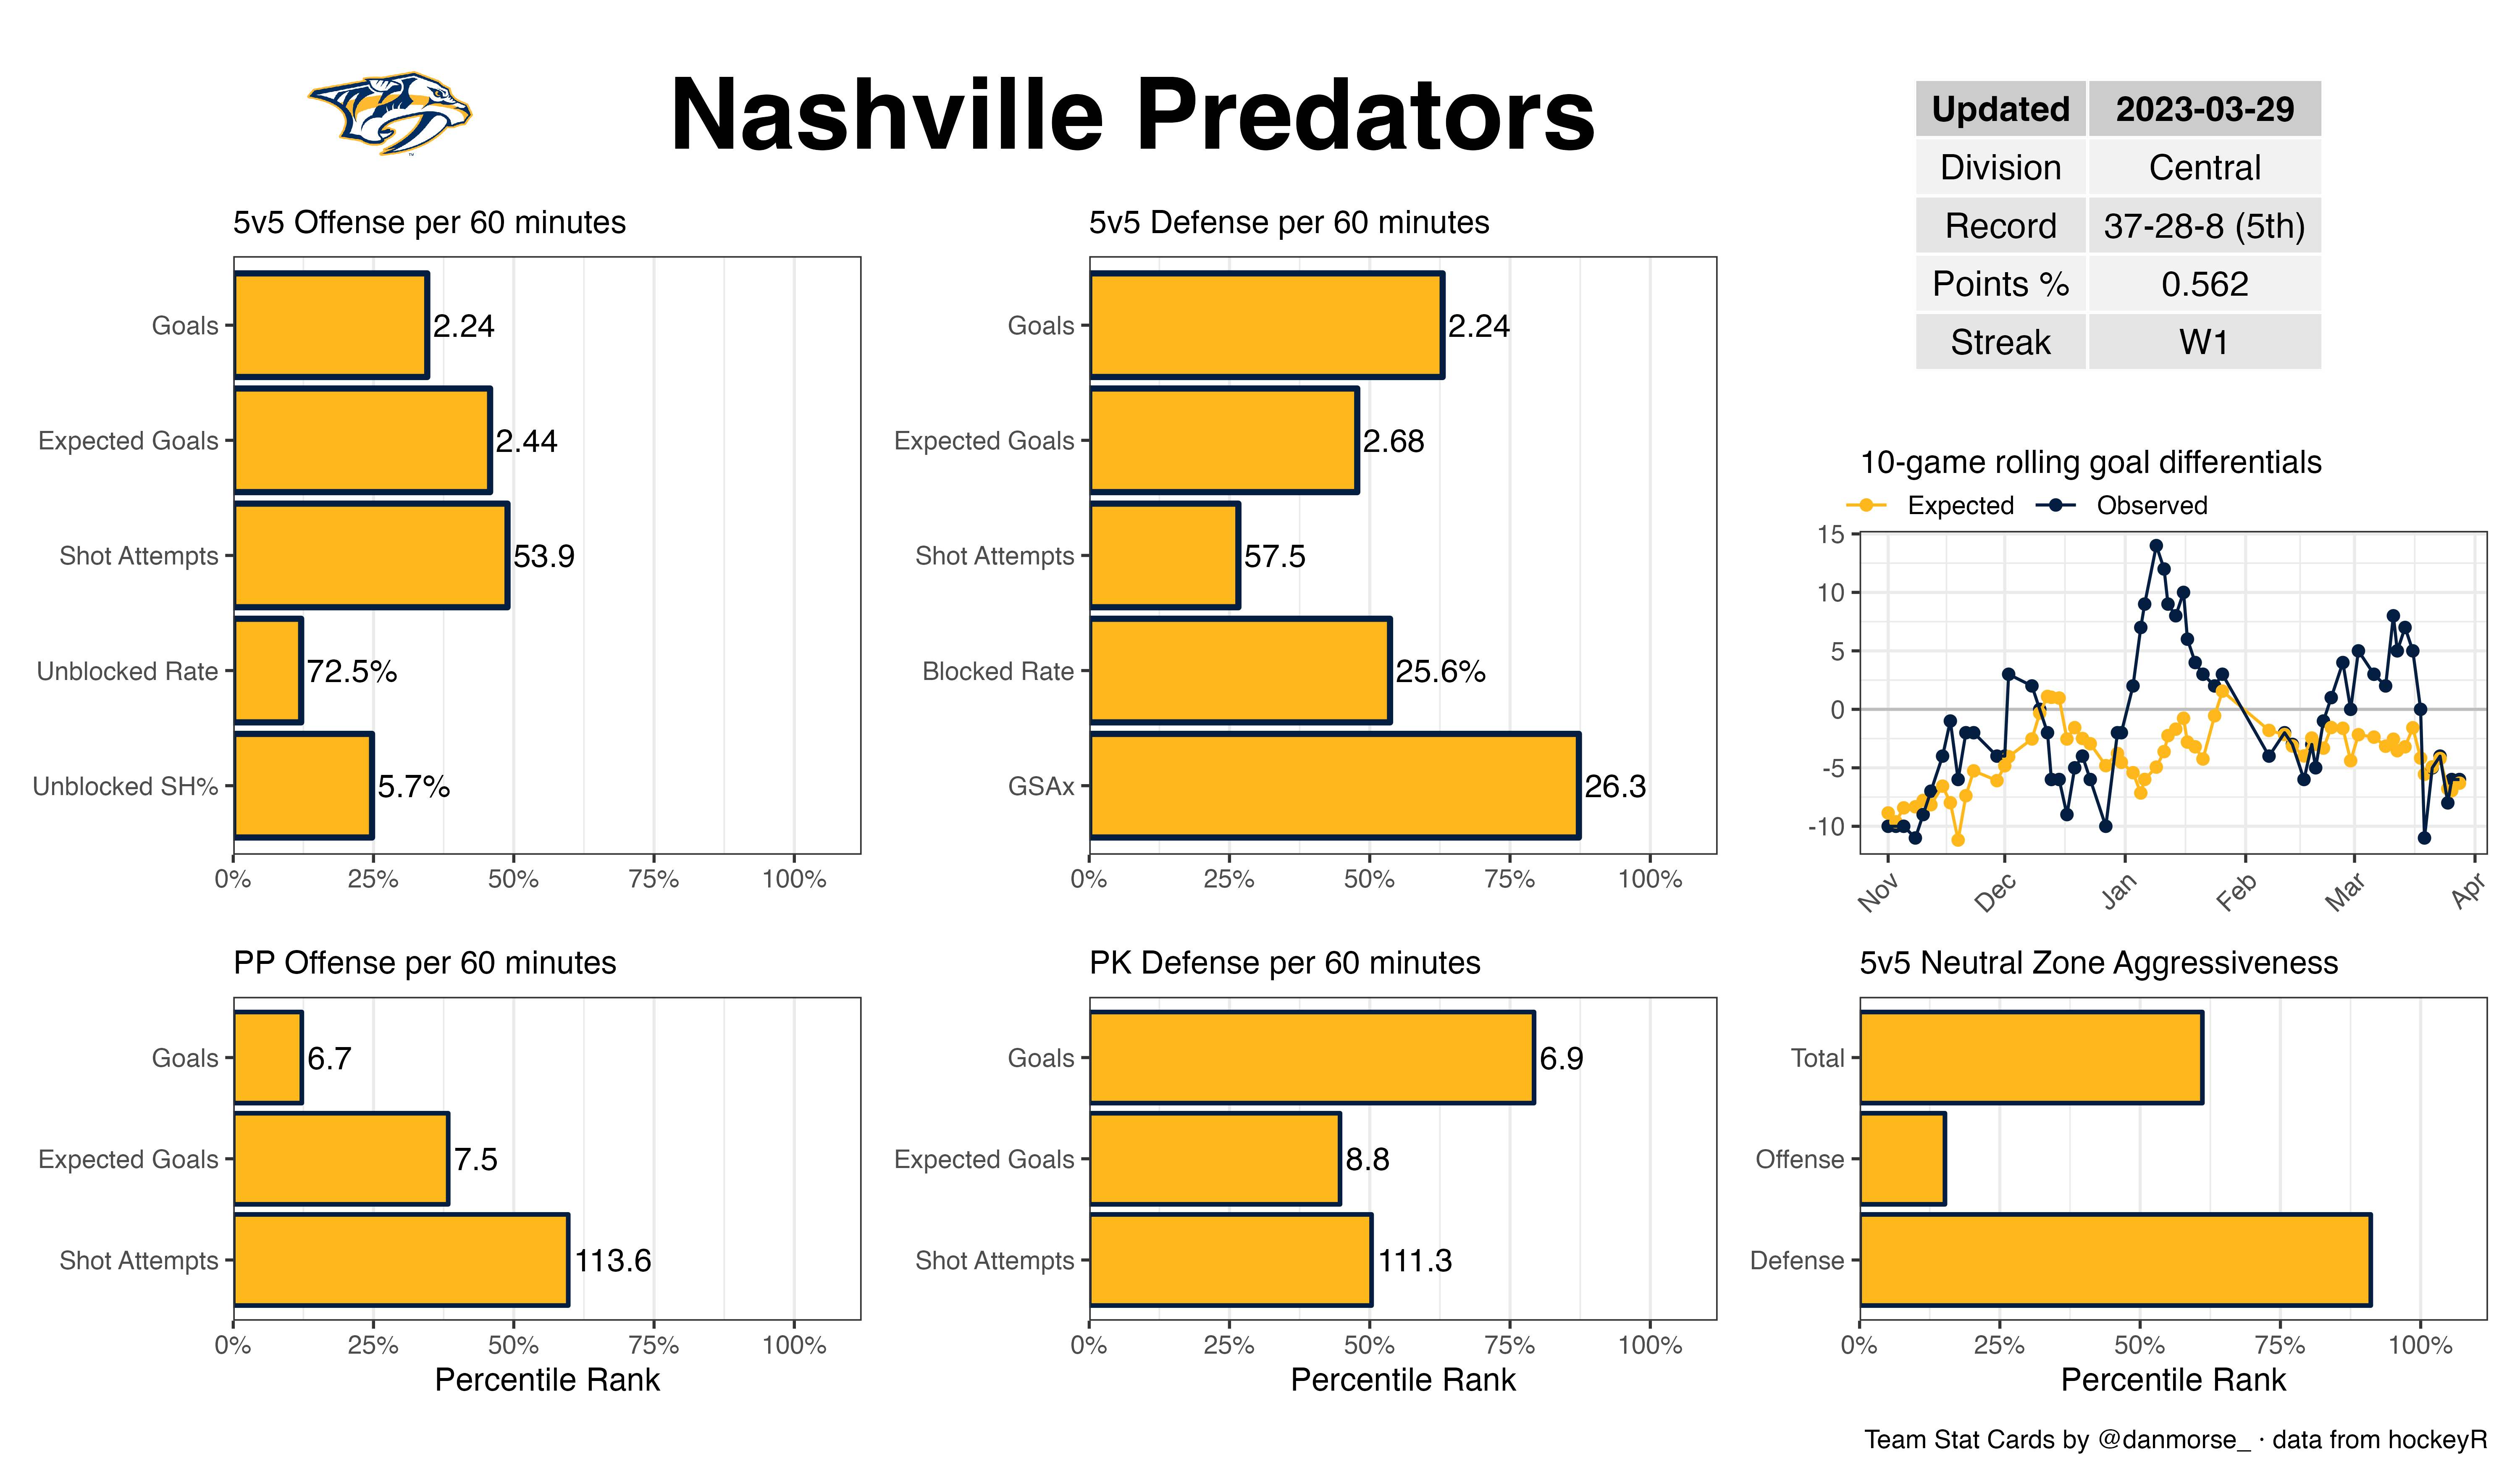 Nashville Predators
Updated 2023-03-29
Division Central
Record 37-28-8 (5th)
Points % 0.562
Streak W1
5v5 Offense per 60 minutes
Goals 2.24
Expected Goals 2.44
Shot Attempts 53.9
Unblocked Rate 72.5%
Unblocked SH% 5.7%
0% 25% 50% 75% 100%
5v5 Defense per 60 minutes
Goals 2.24
Expected Goals 2.68
Shot Attempts 57.5
Blocked Rate 25.6%
GSAx 26.3
0% 25% 50% 75% 100%
10-game rolling goal differentials
Expected Observed
15
10
5
0
-5
-10
Nov Dec Jan Feb Mar Apr
PP Offense per 60 minutes
Goals 6.7
Expected Goals 7.5
Shot Attempts 113.6
0% 25% 50% 75% 100%
Percentile Rank
PK Defense per 60 minutes
Goals 6.9
Expected Goals 8.8
Shot Attempts 111.3
0% 25% 50% 75% 100%
Percentile Rank
5v5 Neutral Zone Aggressiveness
Total
Offense
Defense
0% 25% 50% 75% 100%
Percentile Rank
Team Stat Cards by @danmorse_ · data from hockeyR